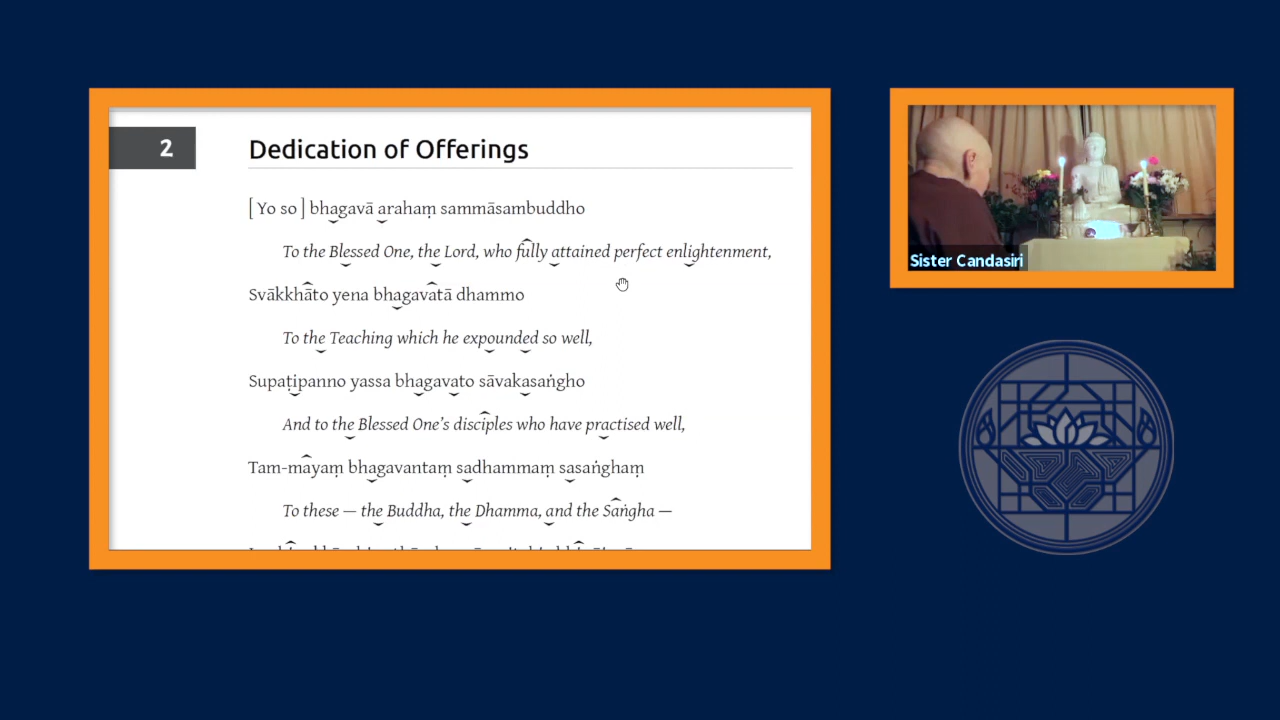 2
Dedication of Offerings
[ Yo so ] bhagavā arahaṃ sammāsambuddho
To the Blessed One, the Lord, who fully attained perfect enlightenment,
Svākkhāto yena bhagavatā dhammo
To the Teaching which he expounded so well,
Supaṭipanno yassa bhagavato sāvakasaṅgho
And to the Blessed One's disciples who have practised well,
Tam-mayaṃ bhagavantaṃ sadhammaṃ sasaṅghaṃ
To these — the Buddha, the Dhamma, and the Saṅgha —
Sister Candasiri